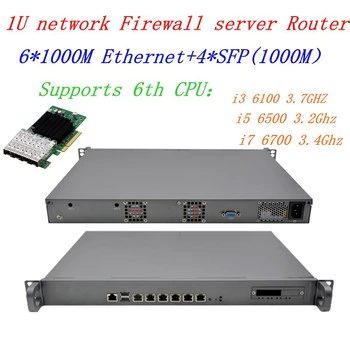 1U network Firewall server Router
6*1000M Ethernet+4*SFP(1000M)
Supports 6th CPU:
i3 6100 3.7GHZ
i5 6500 3.2Ghz
i7 6700 3.4Ghz